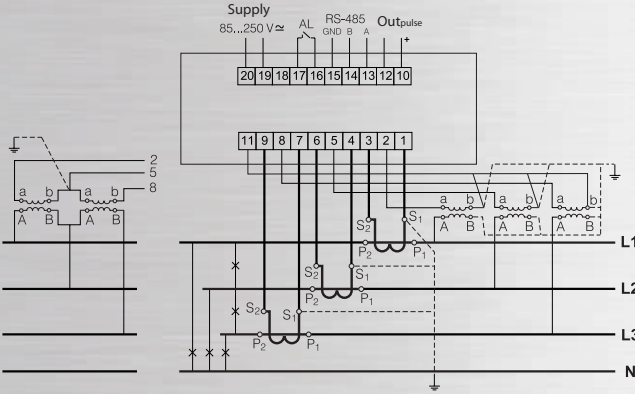 Supply
85...250 V≃
AL
RS-485
GND B A
Outpulse
+
20 19 18 17 16 15 14 13 12 10
11 9 8 7 6 5 4 3 2 1
2
5
8
a b a b
A B A B
a b a b a b
A B A B A B
S2 S1
P2 P1
L1
S2 S1
P2 P1
L2
S2 S1
P2 P1
L3
N